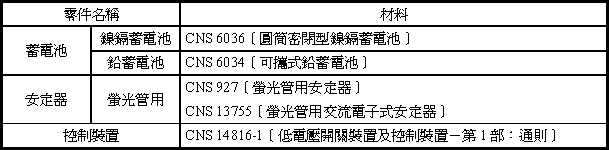 零件名稱 材料
蓄電池 鎳鎘蓄電池 CNS 6036〔圓筒密閉型鎳鎘蓄電池〕
鉛蓄電池 CNS 6034〔可攜式鉛蓄電池〕
安定器 螢光管用 CNS 927〔螢光管用安定器〕
CNS 13755〔螢光管用交流電子式安定器〕
控制裝置 CNS 14816-1〔低電壓開關裝置及控制裝置－第 1 部：通則〕